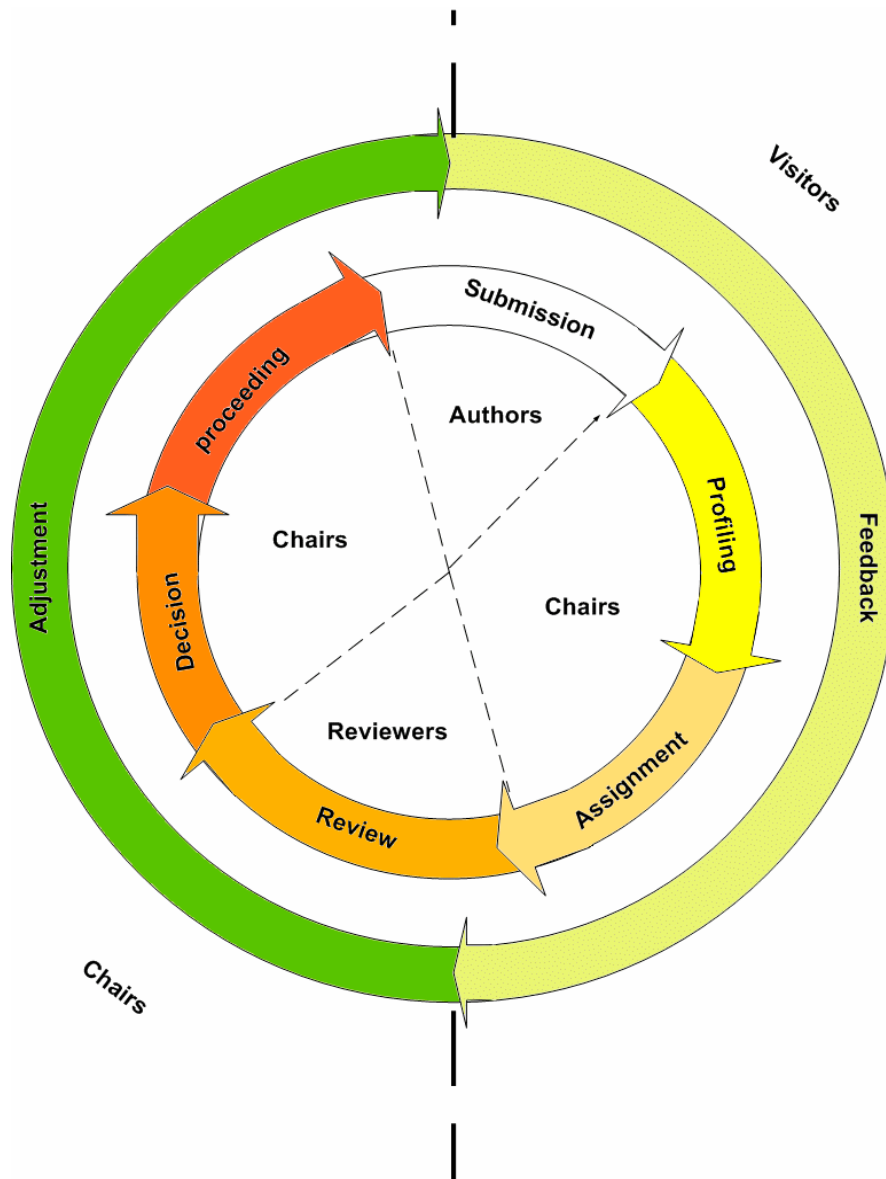 Visitors
Submission
proceeding
Authors
Profiling
Adjustment
Chairs
Feedback
Decision
Chairs
Reviewers
Assignment
Review
Chairs